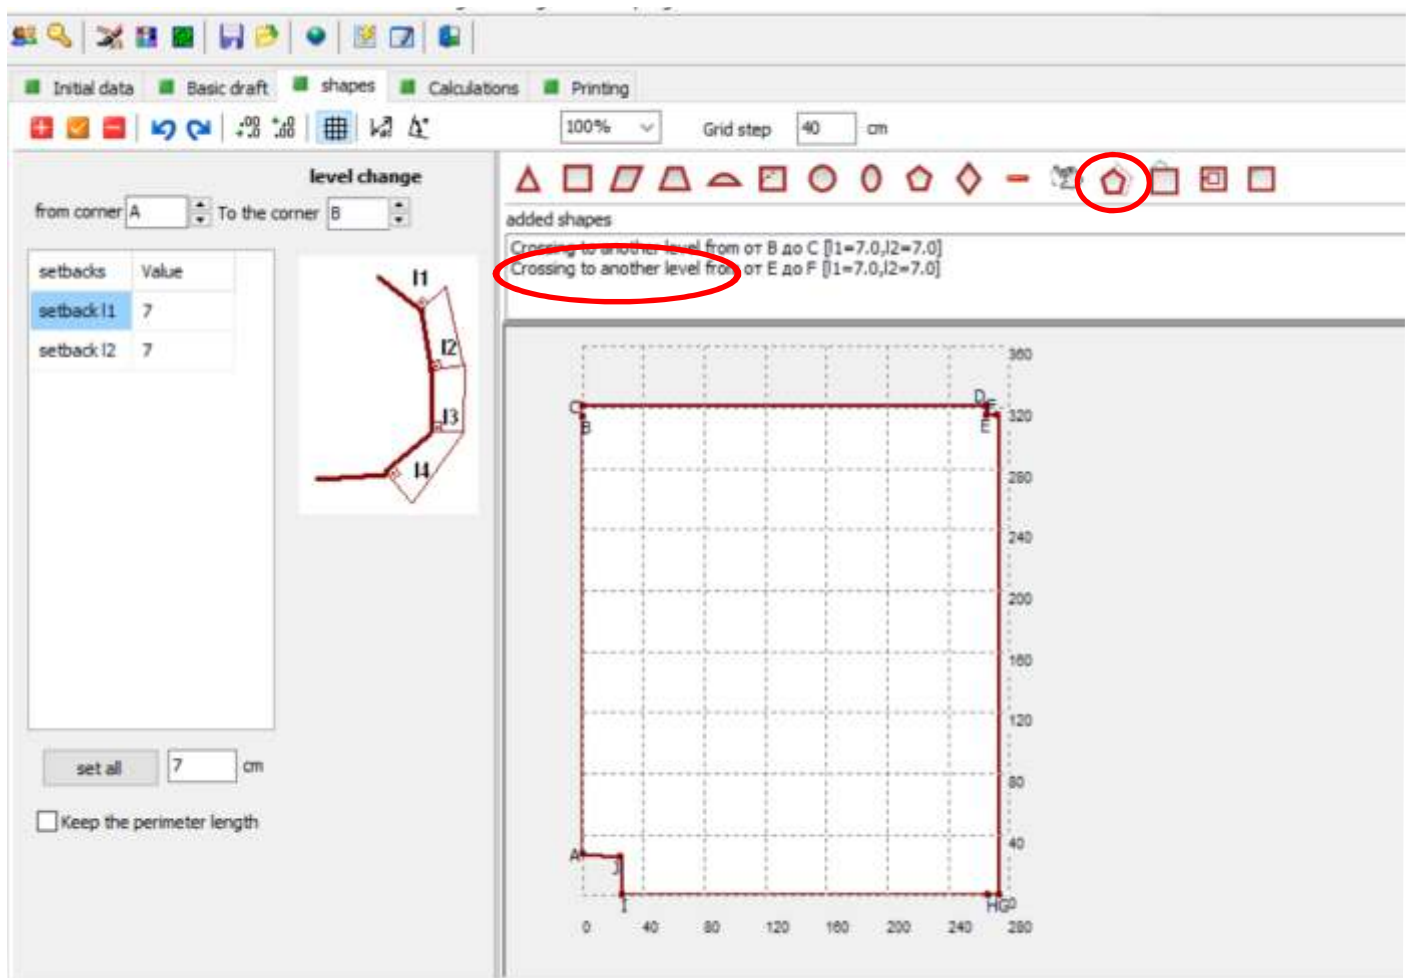 Initial data Basic draft shapes Calculations Printing
100% Grid step 40 cm
level change
from corner A To the corner B
added shapes
Crossing to another level from от B до C [l1=7.0,l2=7.0]
Crossing to another level from от E до F [l1=7.0,l2=7.0]
setbacks Value
setback l1 7
setback l2 7
l1
l2
l3
l4
360
D F
C 320
B E
280
240
200
160
120
set all 7 cm
80
Keep the perimeter length
40
A
J
I H G 0
0 40 80 120 160 200 240 280